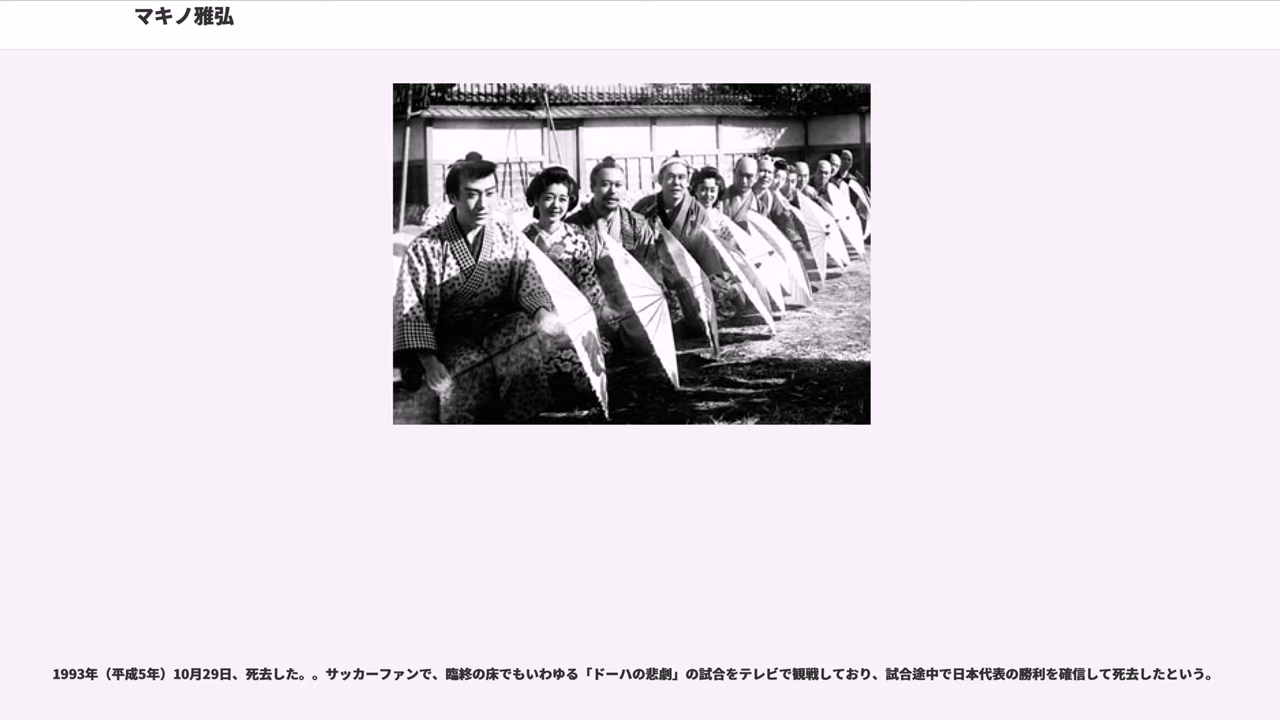 マキノ雅弘
1993年（平成5年）10月29日、死去した。。サッカーファンで、臨終の床でもいわゆる「ドーハの悲劇」の試合をテレビで観戦しており、試合途中で日本代表の勝利を確信して死去したという。